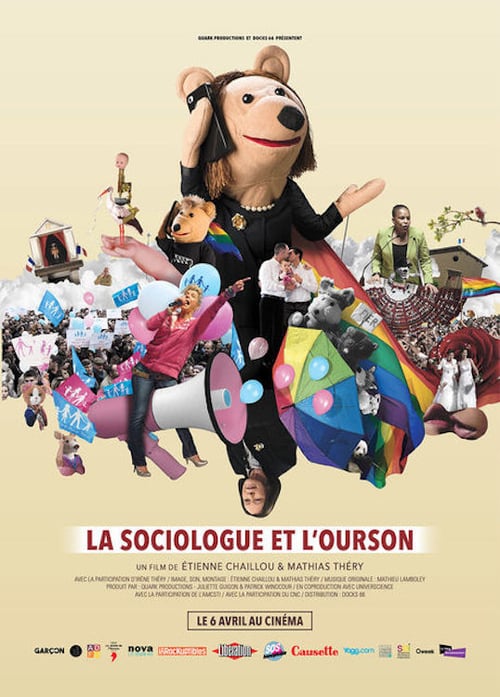 QUARK PRODUCTIONS ET DOCKS 66 PRÉSENTENT
LA SOCIOLOGUE ET L'OURSON
UN FILM DE ÉTIENNE CHAILLOU & MATHIAS THÉRY
AVEC LA PARTICIPATION D'IRÈNE THÉRY / IMAGE, SON, MONTAGE : ÉTIENNE CHAILLOU & MATHIAS THÉRY / MUSIQUE ORIGINALE : MATHIEU LAMBOLEY
PRODUIT PAR : QUARK PRODUCTIONS - JULIETTE GUIGON & PATRICK WINOCOUR / EN COPRODUCTION AVEC UNIVERSCIENCE
AVEC LA PARTICIPATION DE L'AMCSTI / AVEC LA PARTICIPATION DU CNC / DISTRIBUTION : DOCKS 66
LE 6 AVRIL AU CINÉMA
GARÇON nova lesInRocKuptibles Libération SOS Causette Yagg.com